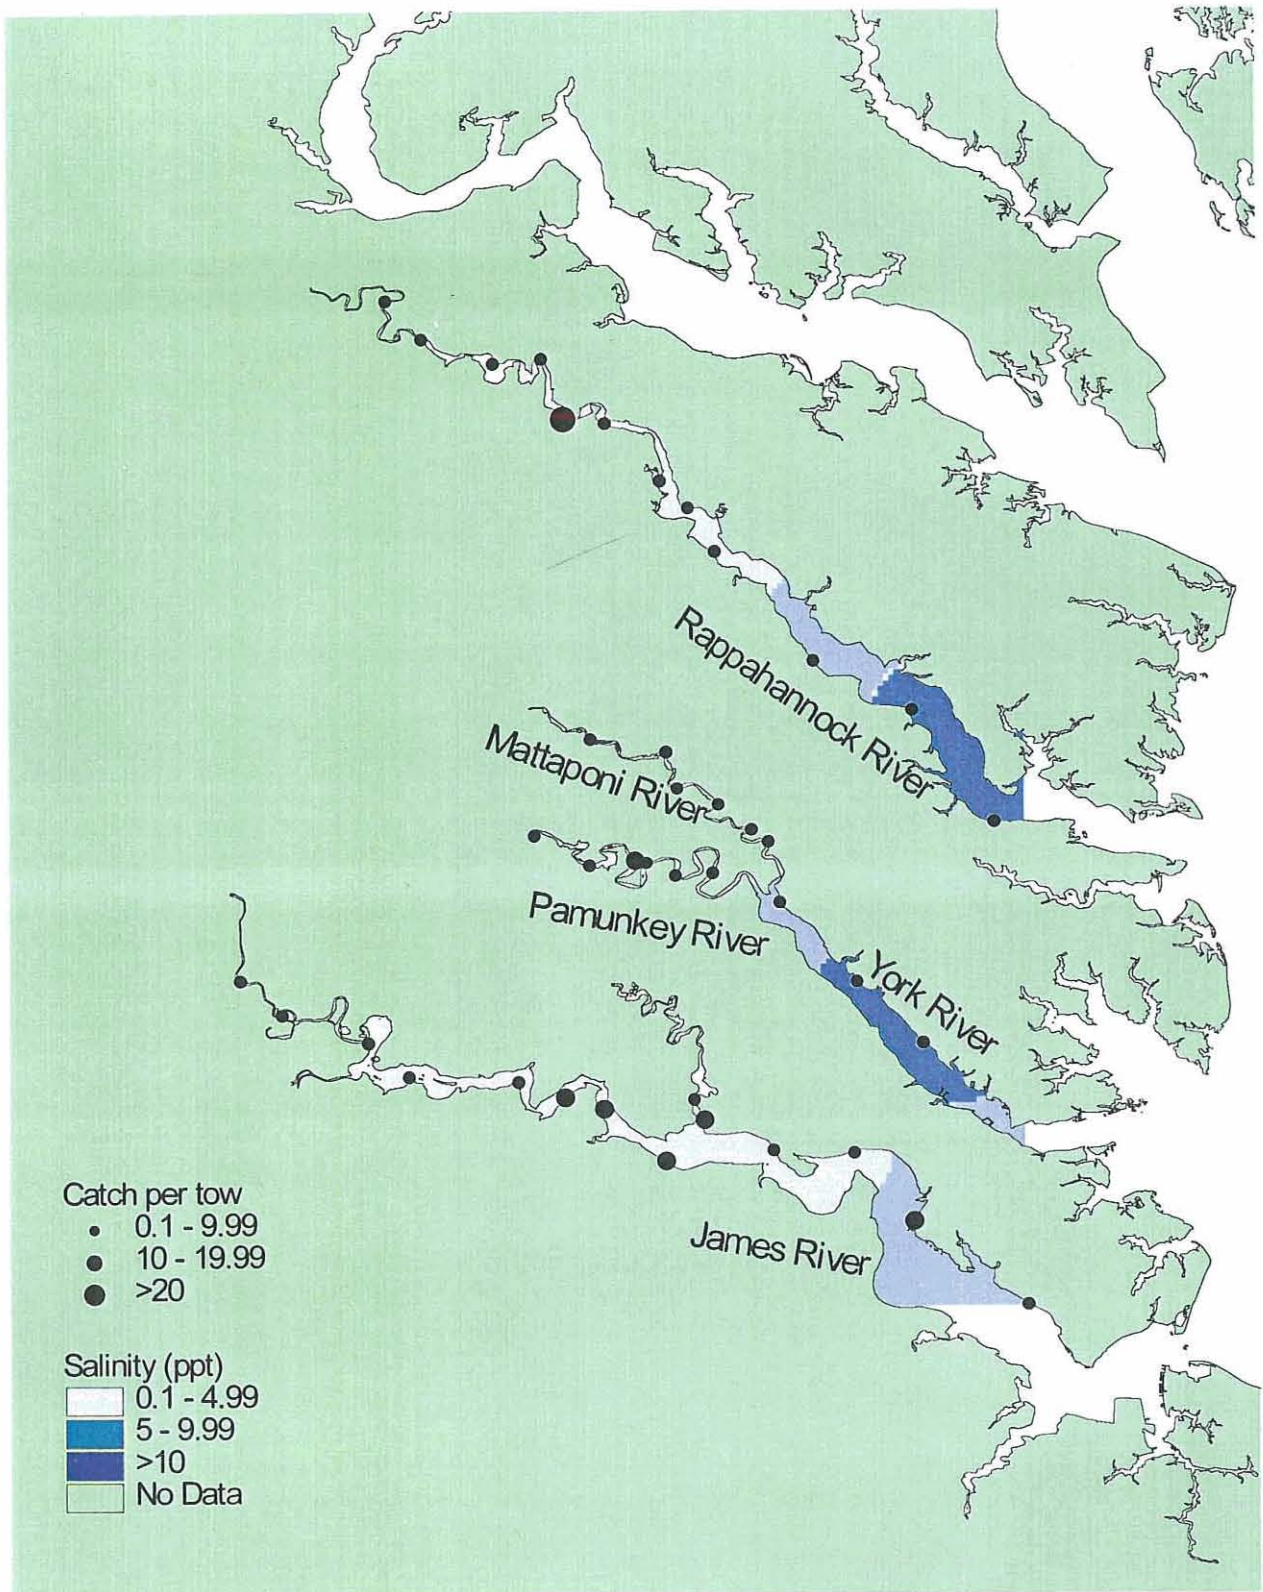 Rappahannock River
Mattaponi River
Pamunkey River
York River
James River
Catch per tow
0.1 - 9.99
10 - 19.99
>20
Salinity (ppt)
0.1 - 4.99
5 - 9.99
>10
No Data